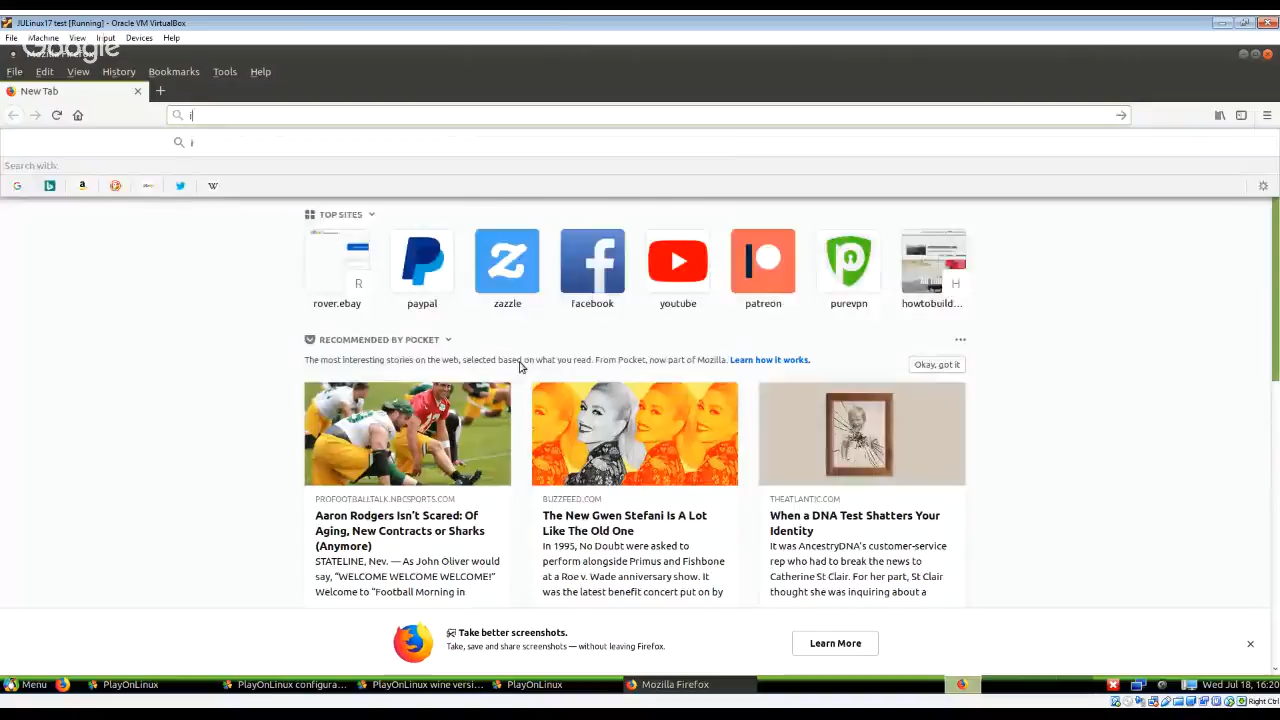 JULinux17 test [Running] - Oracle VM VirtualBox
File Machine View Input Devices Help
Google
Mozilla Firefox
File Edit View History Bookmarks Tools Help
New Tab
i
i
Search with:
TOP SITES
R
H
rover.ebay paypal zazzle facebook youtube patreon purevpn howtobuild...
RECOMMENDED BY POCKET
The most interesting stories on the web, selected based on what you read. From Pocket, now part of Mozilla. Learn how it works.
Okay, got it
PROFOOTBALLTALK.NBCSPORTS.COM
Aaron Rodgers Isn't Scared: Of
Aging, New Contracts or Sharks
(Anymore)
STATELINE, Nev. — As John Oliver would
say, "WELCOME WELCOME WELCOME!"
Welcome to "Football Morning in
BUZZFEED.COM
The New Gwen Stefani Is A Lot
Like The Old One
In 1995, No Doubt were asked to
perform alongside Primus and Fishbone
at a Roe v. Wade anniversary show. It
was the latest benefit concert put on by
THEATLANTIC.COM
When a DNA Test Shatters Your
Identity
It was AncestryDNA's customer-service
rep who had to break the news to
Catherine St Clair. For her part, St Clair
thought she was inquiring about a
Take better screenshots.
Take, save and share screenshots — without leaving Firefox.
Learn More
Menu PlayOnLinux PlayOnLinux configura... PlayOnLinux wine versi... PlayOnLinux Mozilla Firefox Wed Jul 18, 16:20
Right Ctrl